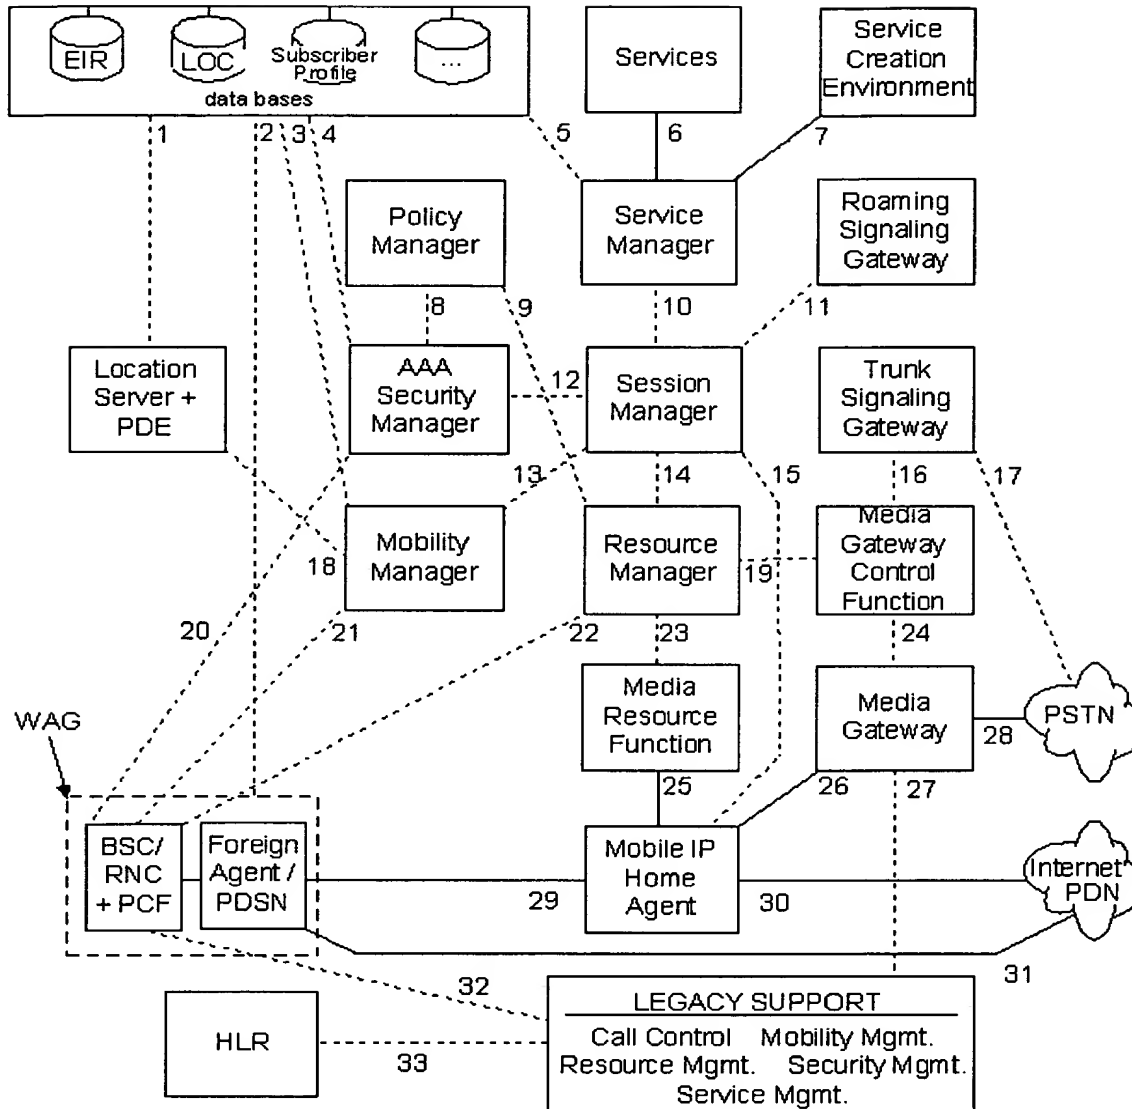 EIR
LOC
Subscriber
Profile
...
data bases
Services
Service
Creation
Environment
1
2
3
4
5
6
7
Policy
Manager
Service
Manager
Roaming
Signaling
Gateway
8
9
10
11
Location
Server +
PDE
AAA
Security
Manager
12
Session
Manager
Trunk
Signaling
Gateway
13
14
15
16
17
18
Mobility
Manager
Resource
Manager
19
Media
Gateway
Control
Function
20
21
22
23
24
WAG
Media
Resource
Function
Media
Gateway
PSTN
28
25
26
27
BSC/
RNC
+ PCF
Foreign
Agent /
PDSN
29
Mobile IP
Home
Agent
30
Internet
PDN
31
32
HLR
33
LEGACY SUPPORT
Call Control Mobility Mgmt.
Resource Mgmt. Security Mgmt.
Service Mgmt.